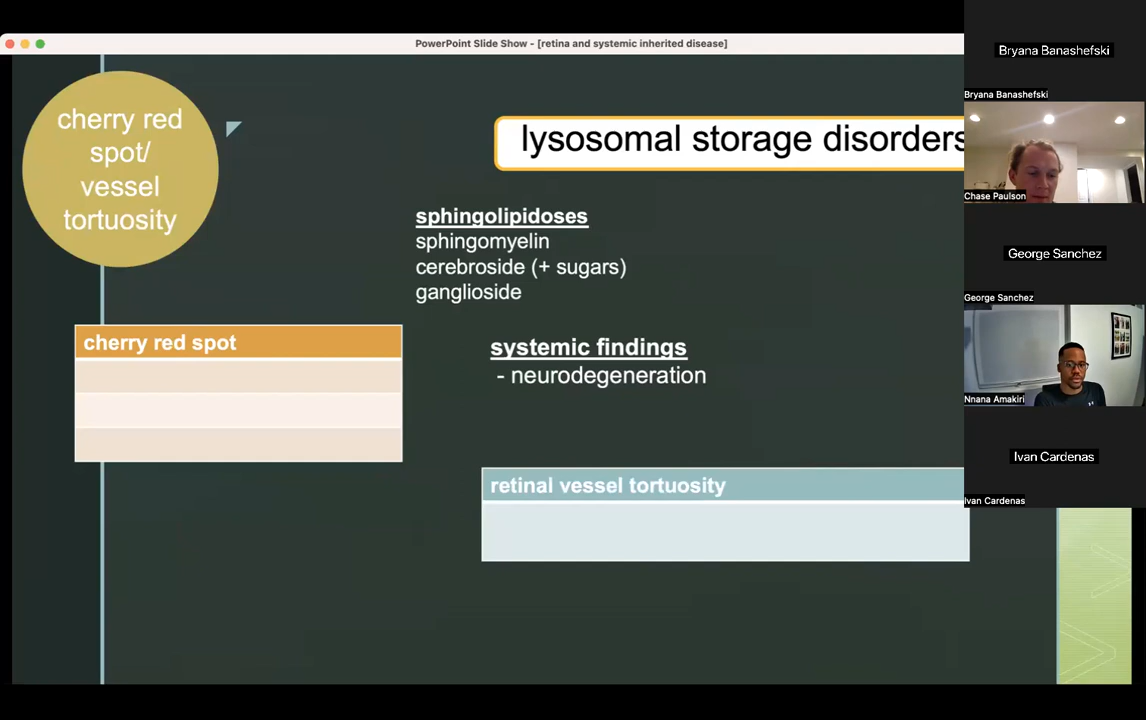 PowerPoint Slide Show - [retina and systemic inherited disease]
cherry red
spot/
vessel
tortuosity
lysosomal storage disorders
sphingolipidoses
sphingomyelin
cerebroside (+ sugars)
ganglioside
cherry red spot
systemic findings
- neurodegeneration
retinal vessel tortuosity
Bryana Banashefski
Bryana Banashefski
Chase Paulson
George Sanchez
George Sanchez
Nnana Amakiri
Ivan Cardenas
Ivan Cardenas